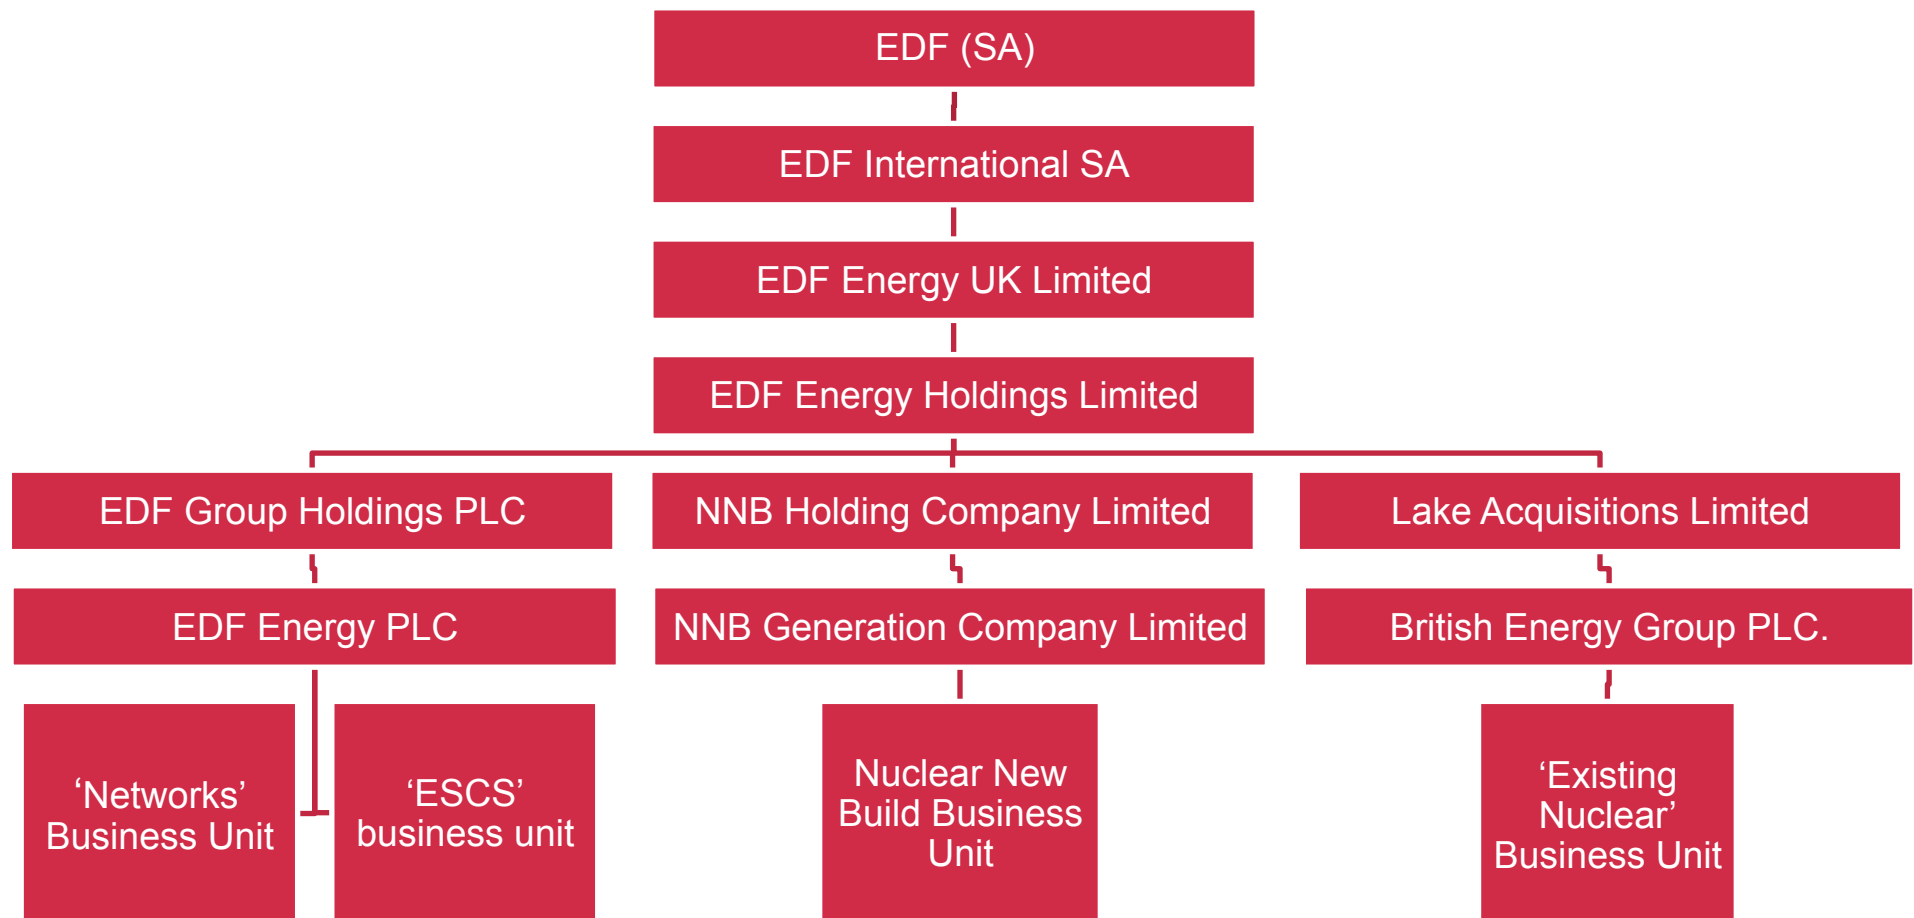 EDF (SA)
EDF International SA
EDF Energy UK Limited
EDF Energy Holdings Limited
EDF Group Holdings PLC
NNB Holding Company Limited
Lake Acquisitions Limited
EDF Energy PLC
NNB Generation Company Limited
British Energy Group PLC.
‘Networks’
Business Unit
‘ESCS’
business unit
Nuclear New
Build Business
Unit
‘Existing
Nuclear’
Business Unit